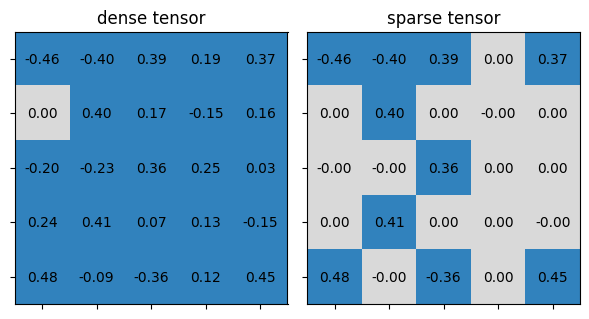 dense tensor
sparse tensor
-0.46 -0.40 0.39 0.19 0.37
-0.46 -0.40 0.39 0.00 0.37
0.00 0.40 0.17 -0.15 0.16
0.00 0.40 0.00 -0.00 0.00
-0.20 -0.23 0.36 0.25 0.03
-0.00 -0.00 0.36 0.00 0.00
0.24 0.41 0.07 0.13 -0.15
0.00 0.41 0.00 0.00 -0.00
0.48 -0.09 -0.36 0.12 0.45
0.48 -0.00 -0.36 0.00 0.45